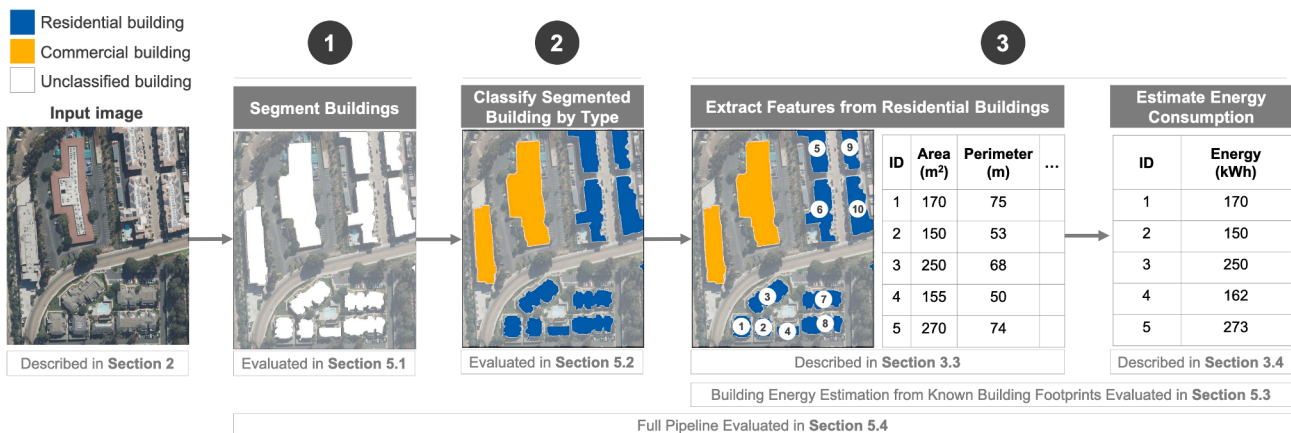 Residential building
Commercial building
Unclassified building
Input image
Described in Section 2
1
Segment Buildings
Evaluated in Section 5.1
2
Classify Segmented
Building by Type
Evaluated in Section 5.2
3
Extract Features from Residential Buildings
5
9
6
10
3
7
1
2
4
8
ID Area (m²) Perimeter (m) ...
1 170 75
2 150 53
3 250 68
4 155 50
5 270 74
Described in Section 3.3
Estimate Energy
Consumption
ID Energy (kWh)
1 170
2 150
3 250
4 162
5 273
Described in Section 3.4
Building Energy Estimation from Known Building Footprints Evaluated in Section 5.3
Full Pipeline Evaluated in Section 5.4